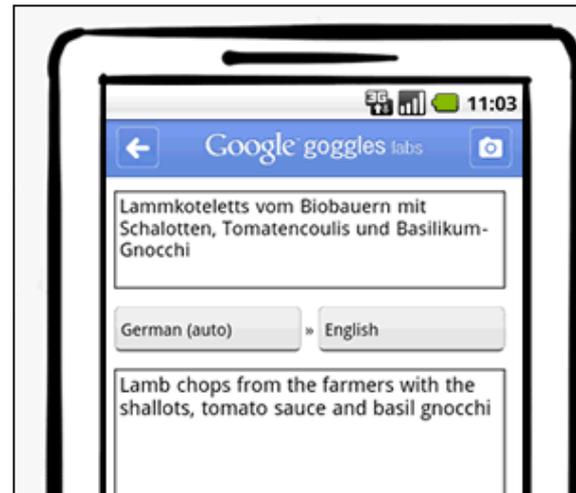 3G 11:03
Google goggles labs
Lammkoteletts vom Biobauern mit
Schalotten, Tomatencoulis und Basilikum-
Gnocchi
German (auto) » English
Lamb chops from the farmers with the
shallots, tomato sauce and basil gnocchi